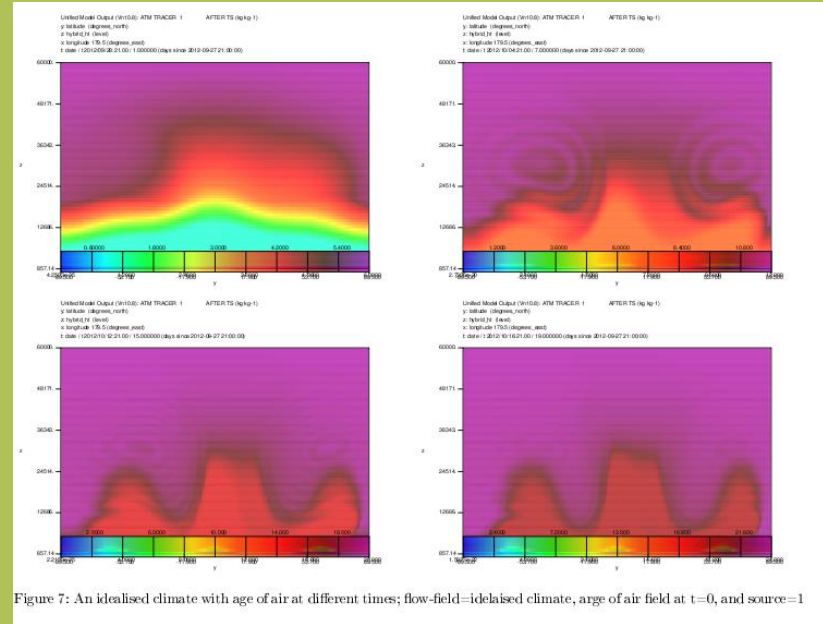 Unified Model Output (Vn10.8): ATM TRACER 1 AFTER TS (kg kg-1)
y: latitude (degrees_north)
z: hybrid_ht (level)
x: longitude 179.5 (degrees_east)
60000.
48171.
36343.
24514.
12686.
857.14
z
0.60000 1.8000 3.0000 4.2000 5.4000
y
Unified Model Output (Vn10.8): ATM TRACER 1 AFTER TS (kg kg-1)
y: latitude (degrees_north)
z: hybrid_ht (level)
x: longitude 179.5 (degrees_east)
t: date / t 2012/10/04:21.00 / 7.000000 (days since 2012-09-27 21:00:00)
60000.
48171.
36343.
24514.
12686.
857.14
z
1.2000 3.6000 6.0000 8.4000 10.800
y
Unified Model Output (Vn10.8): ATM TRACER 1 AFTER TS (kg kg-1)
y: latitude (degrees_north)
z: hybrid_ht (level)
x: longitude 179.5 (degrees_east)
t: date / t 2012/10/12:21.00 / 15.000000 (days since 2012-09-27 21:00:00)
60000.
48171.
36343.
24514.
12686.
857.14
z
6.0000 10.000 14.000 18.000
y
Unified Model Output (Vn10.8): ATM TRACER 1 AFTER TS (kg kg-1)
y: latitude (degrees_north)
z: hybrid_ht (level)
x: longitude 179.5 (degrees_east)
t: date / t 2012/10/16:21.00 / 19.000000 (days since 2012-09-27 21:00:00)
60000.
48171.
36343.
24514.
12686.
857.14
z
2.4000 7.2000 12.000 16.800 21.600
y
Figure 7: An idealised climate with age of air at different times; flow-field=idelaised climate, arge of air field at t=0, and source=1